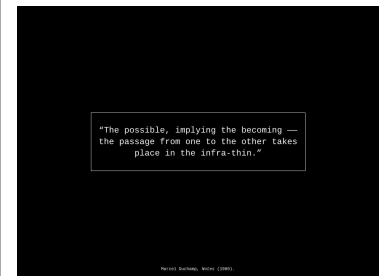 “The possible, implying the becoming —
the passage from one to the other takes
place in the infra-thin.”
Marcel Duchamp, Notes (1980).